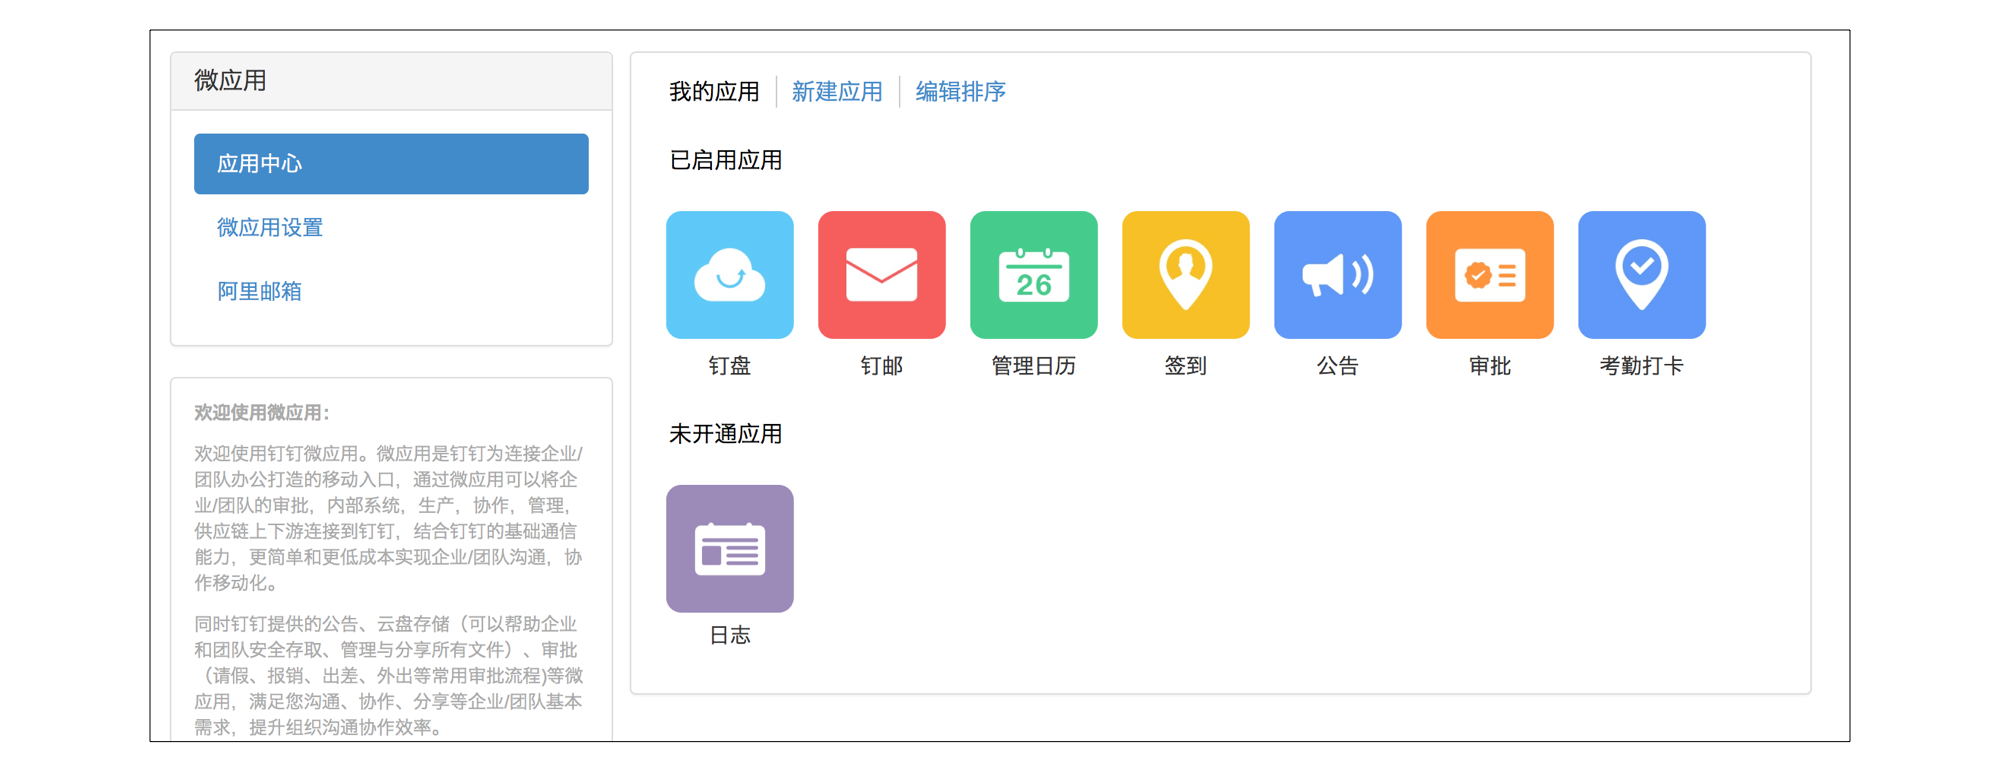 微应用
应用中心
微应用设置
阿里邮箱
欢迎使用微应用：
欢迎使用钉钉微应用。微应用是钉钉为连接企业/
团队办公打造的移动入口，通过微应用可以将企
业/团队的审批，内部系统，生产，协作，管理，
供应链上下游连接到钉钉，结合钉钉的基础通信
能力，更简单和更低成本实现企业/团队沟通，协
作移动化。
同时钉钉提供的公告、云盘存储（可以帮助企业
和团队安全存取、管理与分享所有文件）、审批
（请假、报销、出差、外出等常用审批流程)等微
应用，满足您沟通、协作、分享等企业/团队基本
需求，提升组织沟通协作效率。
我的应用 新建应用 编辑排序
已启用应用
26
钉盘 钉邮 管理日历 签到 公告 审批 考勤打卡
未开通应用
日志